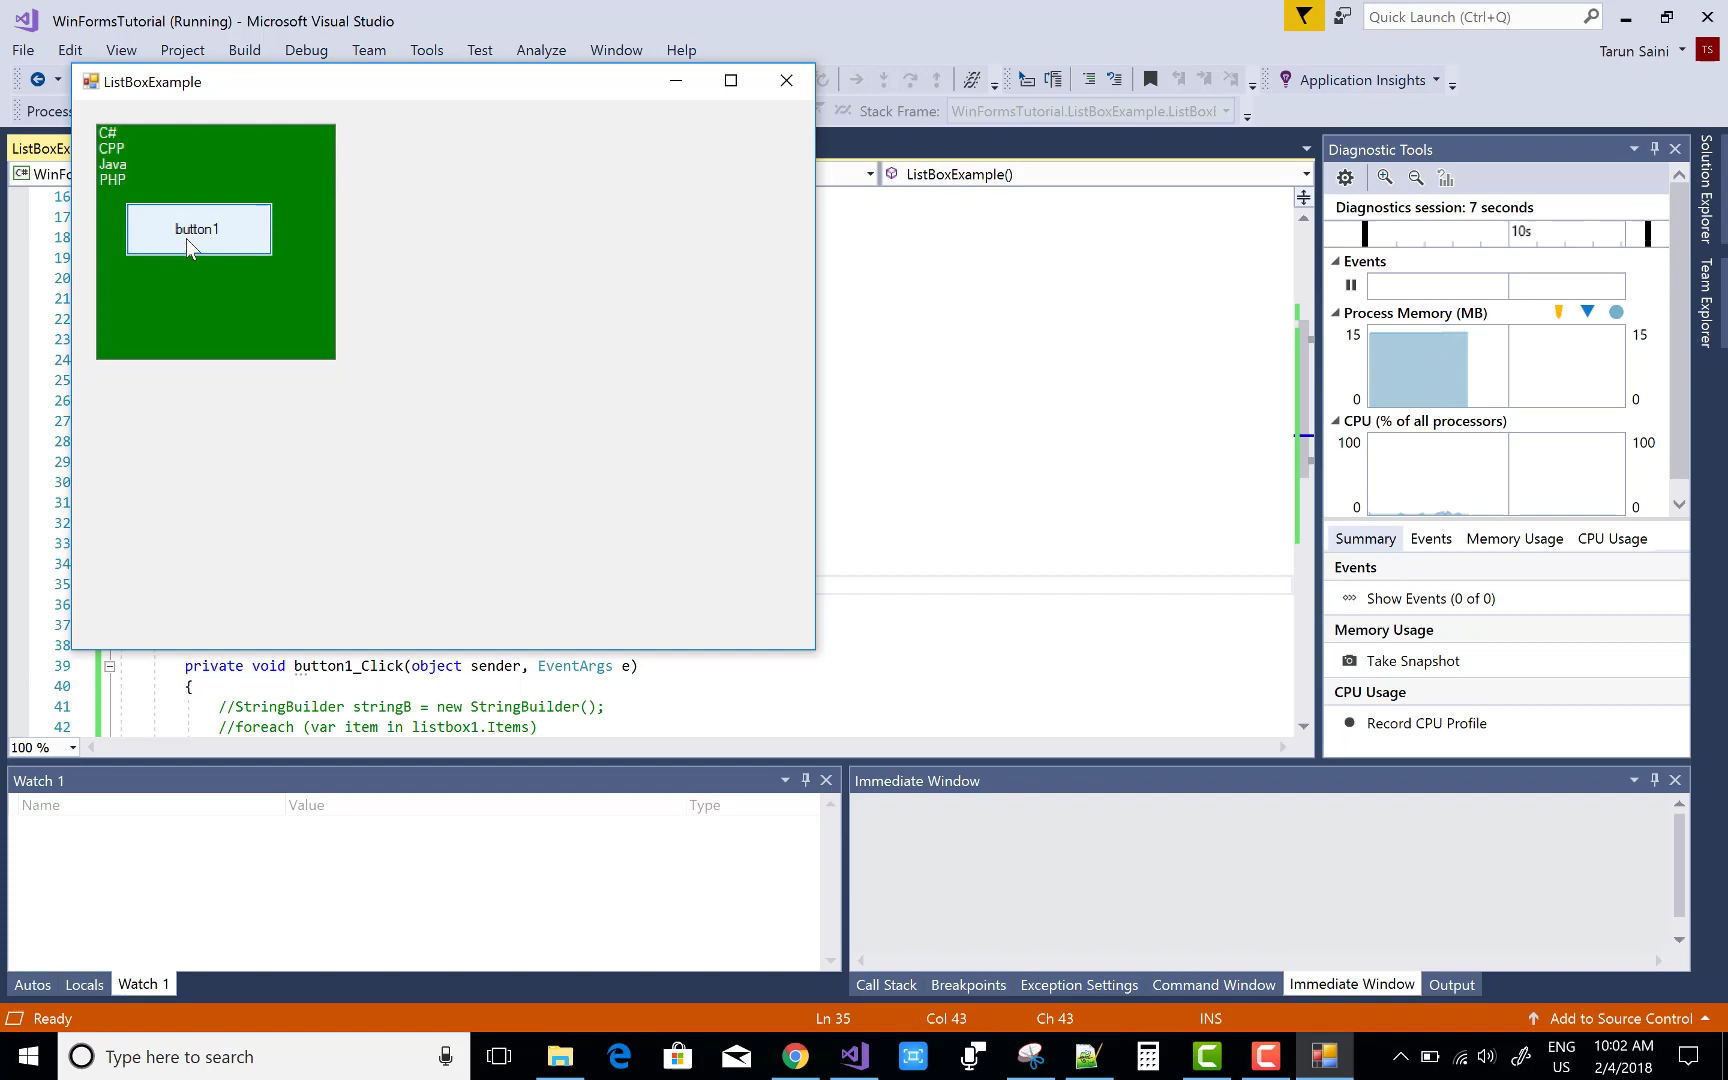 WinFormsTutorial (Running) - Microsoft Visual Studio
Quick Launch (Ctrl+Q)
File Edit View Project Build Debug Team Tools Test Analyze Window Help
Tarun Saini TS
ListBoxExample
Application Insights
Process
Stack Frame: WinFormsTutorial.ListBoxExample.ListBoxE
ListBoxEx
C# WinFo
ListBoxExample()
C#
CPP
Java
PHP
button1
16
17
18
19
20
21
22
23
24
25
26
27
28
29
30
31
32
33
34
35
36
37
38
39 private void button1_Click(object sender, EventArgs e)
40 {
41 //StringBuilder stringB = new StringBuilder();
42 //foreach (var item in listbox1.Items)
100 %
Diagnostic Tools
Diagnostics session: 7 seconds
10s
Events
Process Memory (MB)
15 15
0 0
CPU (% of all processors)
100 100
0 0
Summary Events Memory Usage CPU Usage
Events
Show Events (0 of 0)
Memory Usage
Take Snapshot
CPU Usage
Record CPU Profile
Solution Explorer
Team Explorer
Watch 1
Name Value Type
Autos Locals Watch 1
Immediate Window
Call Stack Breakpoints Exception Settings Command Window Immediate Window Output
Ready Ln 35 Col 43 Ch 43 INS Add to Source Control
Type here to search
ENG
US
10:02 AM
2/4/2018